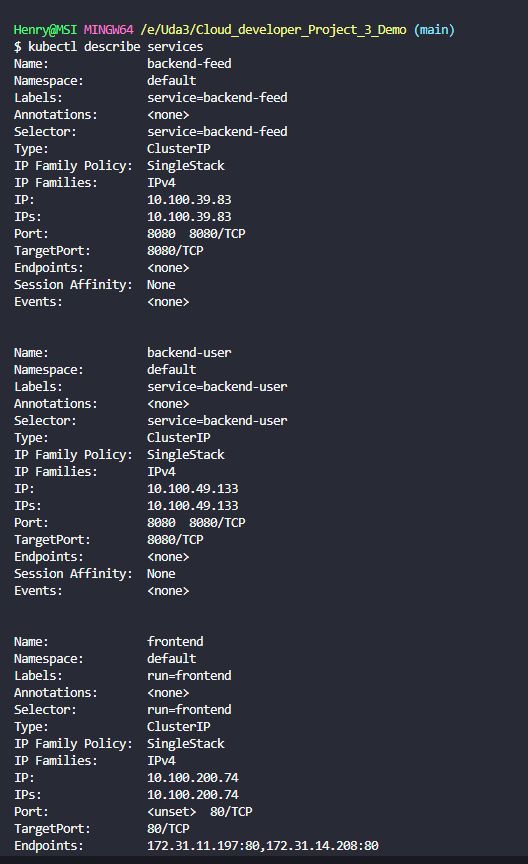 Henry@MSI MINGW64 /e/Uda3/Cloud_developer_Project_3_Demo (main)
$ kubectl describe services
Name:              backend-feed
Namespace:         default
Labels:            service=backend-feed
Annotations:       <none>
Selector:          service=backend-feed
Type:              ClusterIP
IP Family Policy:  SingleStack
IP Families:       IPv4
IP:                10.100.39.83
IPs:               10.100.39.83
Port:              8080  8080/TCP
TargetPort:        8080/TCP
Endpoints:         <none>
Session Affinity:  None
Events:            <none>
Name:              backend-user
Namespace:         default
Labels:            service=backend-user
Annotations:       <none>
Selector:          service=backend-user
Type:              ClusterIP
IP Family Policy:  SingleStack
IP Families:       IPv4
IP:                10.100.49.133
IPs:               10.100.49.133
Port:              8080  8080/TCP
TargetPort:        8080/TCP
Endpoints:         <none>
Session Affinity:  None
Events:            <none>
Name:              frontend
Namespace:         default
Labels:            run=frontend
Annotations:       <none>
Selector:          run=frontend
Type:              ClusterIP
IP Family Policy:  SingleStack
IP Families:       IPv4
IP:                10.100.200.74
IPs:               10.100.200.74
Port:              <unset>  80/TCP
TargetPort:        80/TCP
Endpoints:         172.31.11.197:80,172.31.14.208:80